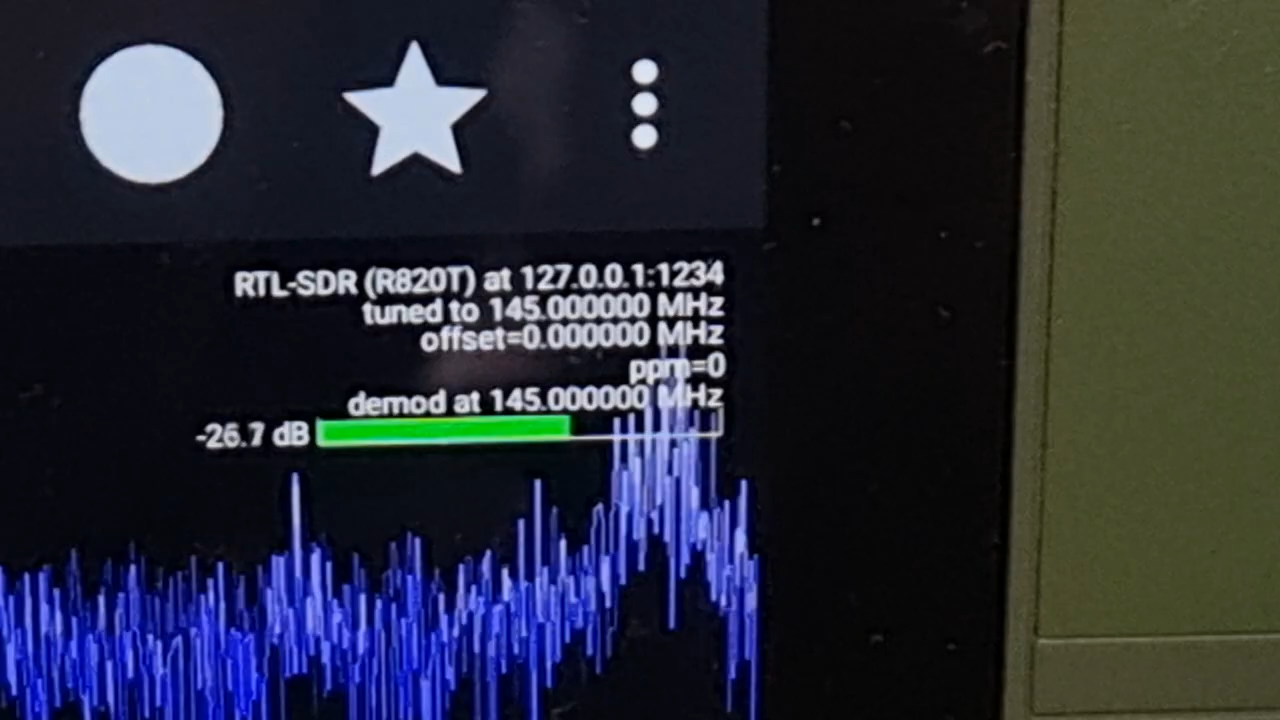 RTL-SDR (R820T) at 127.0.0.1:1234
tuned to 145.000000 MHz
offset=0.000000 MHz
ppm=0
demod at 145.000000 MHz
-26.7 dB